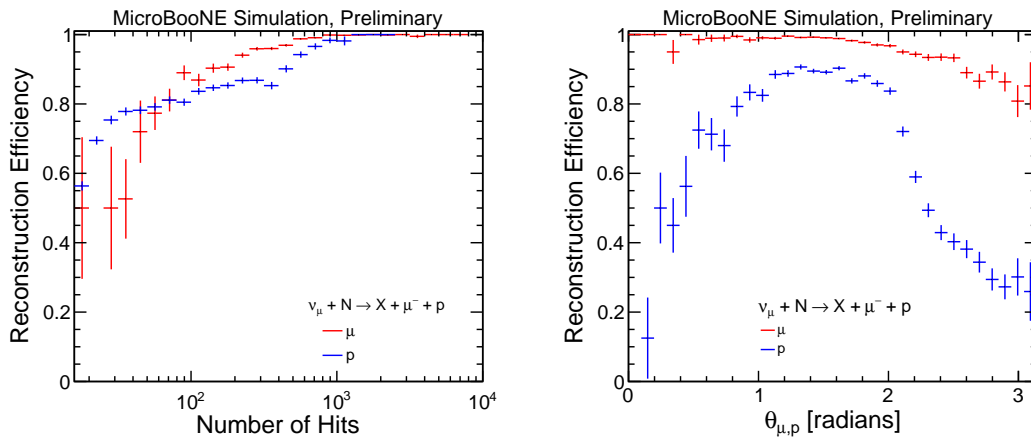 MicroBooNE Simulation, Preliminary
Reconstruction Efficiency
1
0.8
0.6
0.4
0.2
0
10²
10³
10⁴
Number of Hits
ν_μ + N → X + μ⁻ + p
μ
p
MicroBooNE Simulation, Preliminary
Reconstruction Efficiency
1
0.8
0.6
0.4
0.2
0
0
1
2
3
θ_μ,p [radians]
ν_μ + N → X + μ⁻ + p
μ
p